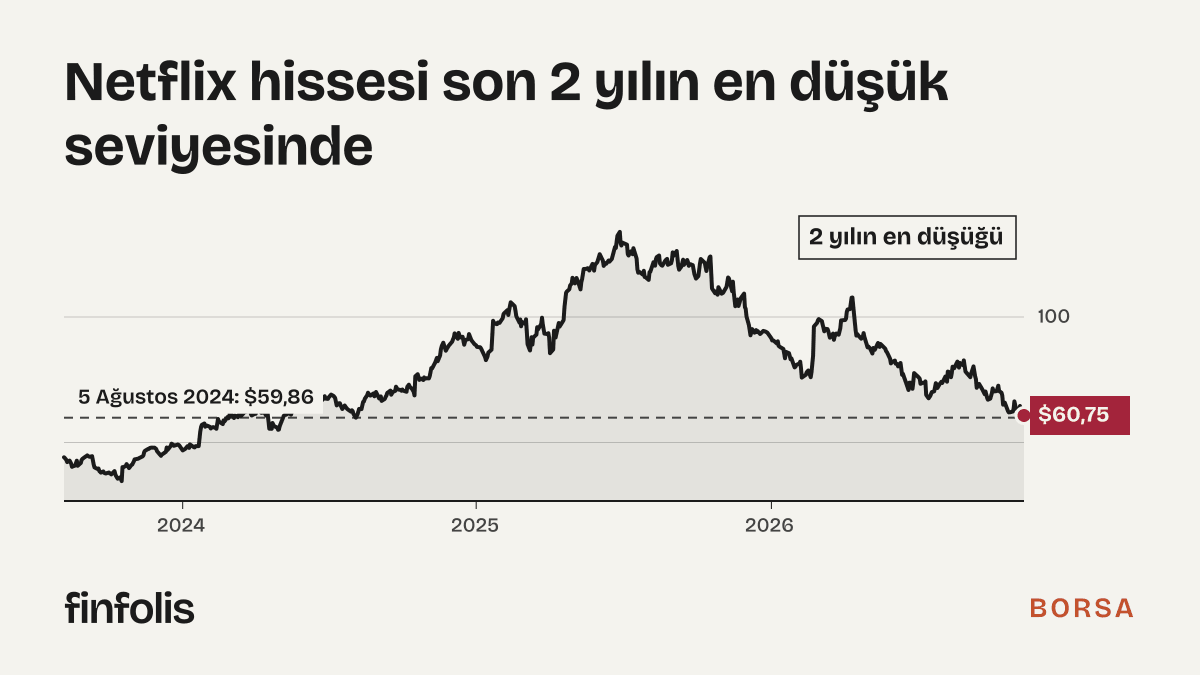 Netflix hissesi son 2 yılın en düşük
seviyesinde
2 yılın en düşüğü
100
5 Ağustos 2024: $59,86
$60,75
2024
2025
2026
finfolis
BORSA